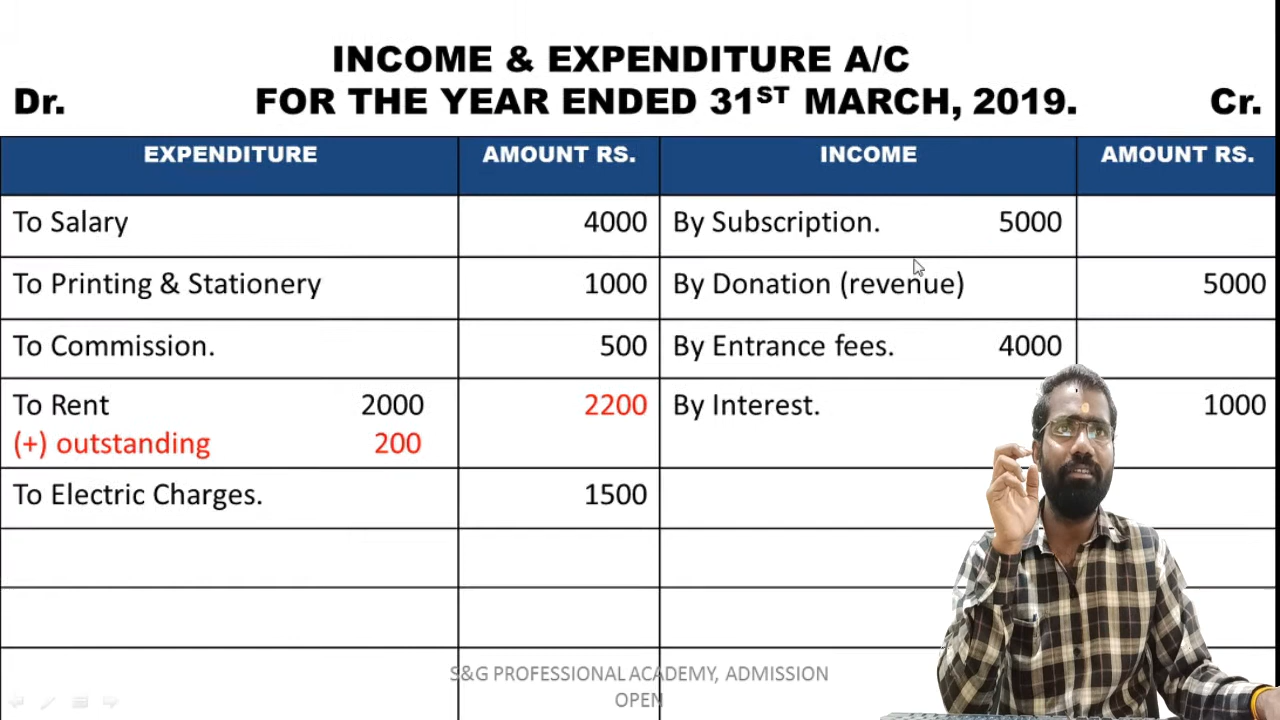 INCOME & EXPENDITURE A/C
Dr. FOR THE YEAR ENDED 31ST MARCH, 2019. Cr.
EXPENDITURE AMOUNT RS. INCOME AMOUNT RS.
To Salary 4000 By Subscription. 5000
To Printing & Stationery 1000 By Donation (revenue) 5000
To Commission. 500 By Entrance fees. 4000
To Rent 2000 2200 By Interest. 1000
(+) outstanding 200
To Electric Charges. 1500
S&G PROFESSIONAL ACADEMY, ADMISSION
OPEN